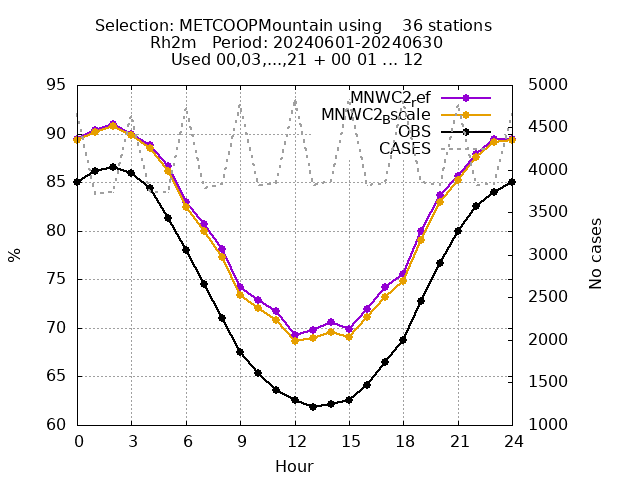 Selection: METCOOPMountain using 36 stations
Rh2m Period: 20240601-20240630
Used 00,03,...,21 + 00 01 ... 12
MNWC2ref
MNWC2Bscale
OBS
CASES
95
90
85
80
75
70
65
60
%
5000
4500
4000
3500
3000
2500
2000
1500
1000
No cases
0 3 6 9 12 15 18 21 24
Hour